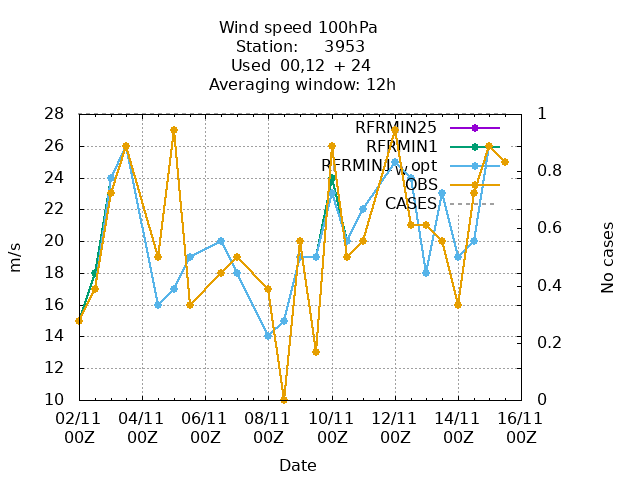 Wind speed 100hPa
Station: 3953
Used 00,12 + 24
Averaging window: 12h
28 1
RFRMIN25
26 RFRMIN1
RFRMIN1_w_opt 0.8
24 OBS
CASES
22 0.6
20
m/s No cases
18 0.4
16
14 0.2
12
10 0
02/11 04/11 06/11 08/11 10/11 12/11 14/11 16/11
00Z 00Z 00Z 00Z 00Z 00Z 00Z 00Z
Date